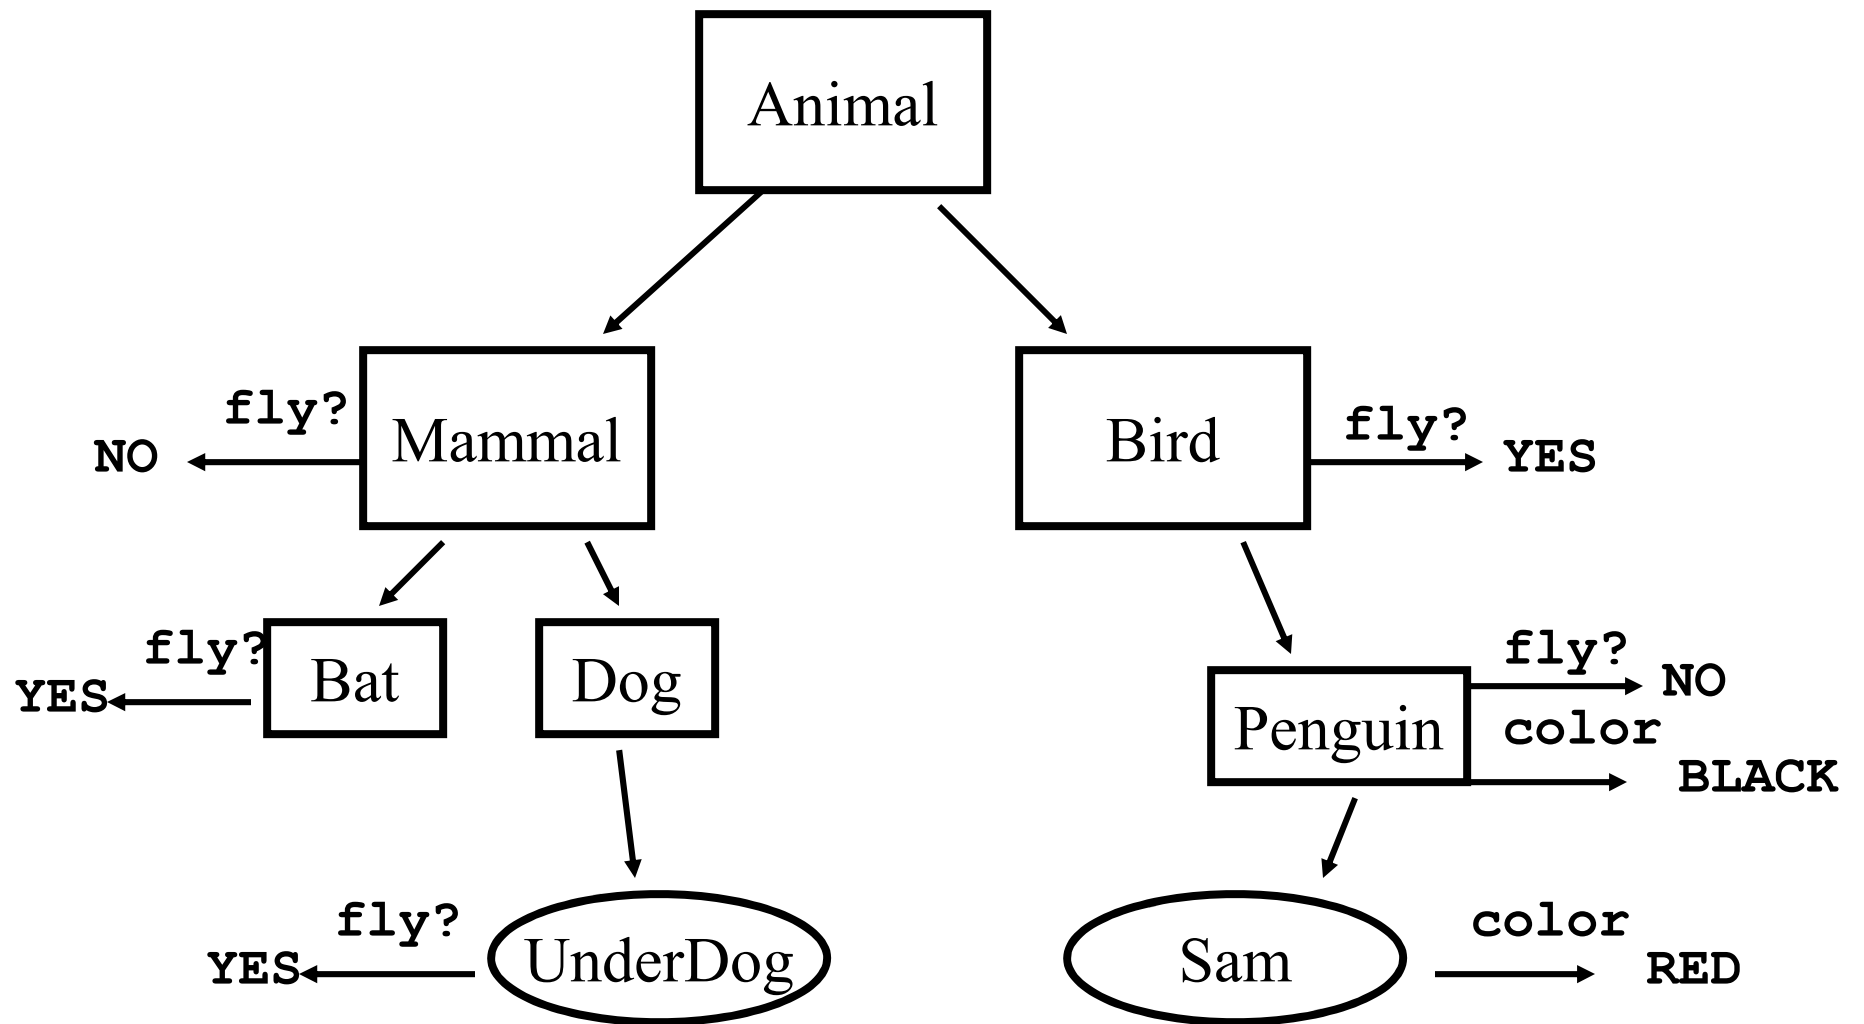 Animal
fly?
NO
Mammal
Bird
fly?
YES
fly?
YES
Bat
Dog
Penguin
fly?
NO
color
BLACK
fly?
YES
UnderDog
Sam
color
RED